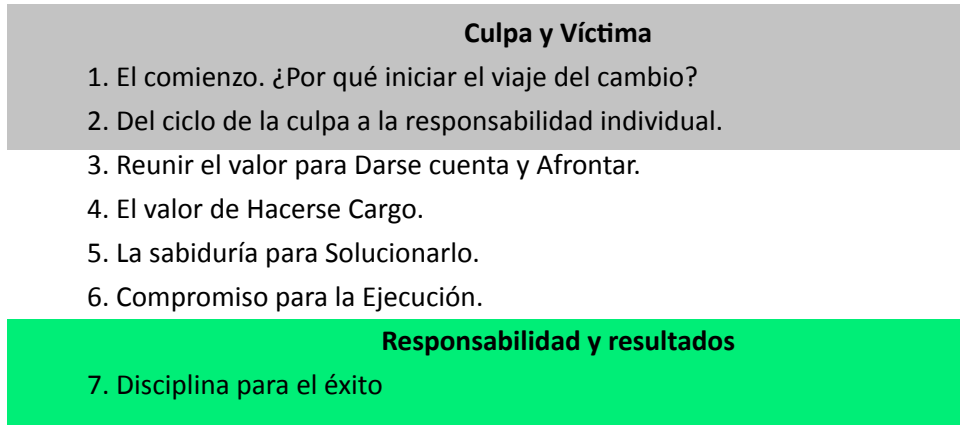 Culpa y Víctima
1. El comienzo. ¿Por qué iniciar el viaje del cambio?
2. Del ciclo de la culpa a la responsabilidad individual.
3. Reunir el valor para Darse cuenta y Afrontar.
4. El valor de Hacerse Cargo.
5. La sabiduría para Solucionarlo.
6. Compromiso para la Ejecución.
Responsabilidad y resultados
7. Disciplina para el éxito